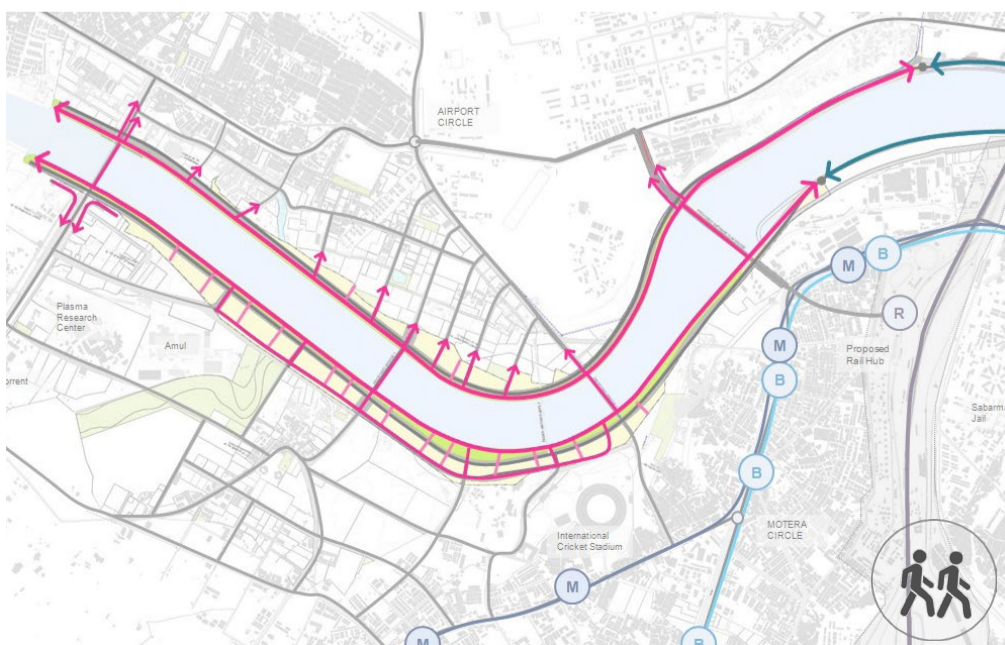 AIRPORT
CIRCLE
Plasma
Research
Center
Amul
orrent
M
B
R
M
Proposed
Rail Hub
B
Sabarm
Jail
B
International
Cricket Stadium
MOTERA
CIRCLE
M
M
B